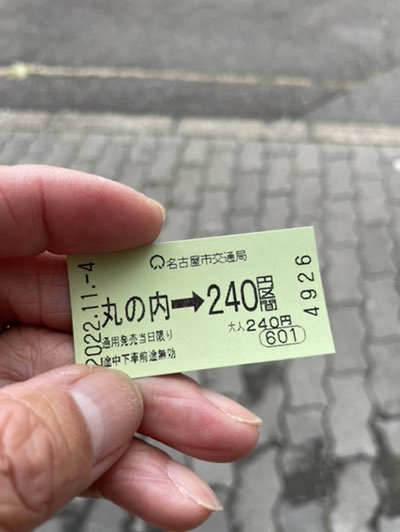 名古屋市交通局
丸の内➡240円区間
大人240円
通用発売当日限り
途中下車前途無効
601
2022.11.-4
4926